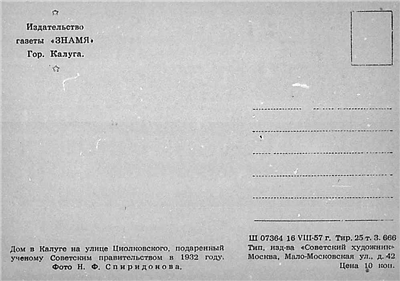 Издательство
газеты «ЗНАМЯ»
Гор. Калуга.
Дом в Калуге на улице Циолковского, подаренный
ученому Советским правительством в 1932 году.
Фото Н. Ф. Спиридонова.
Ш 07364 16 VIII-57 г. Тир. 25 т. З. 666
Тип. изд-ва «Советский художник»
Москва, Мало-Московская ул., д. 42
Цена 10 коп.